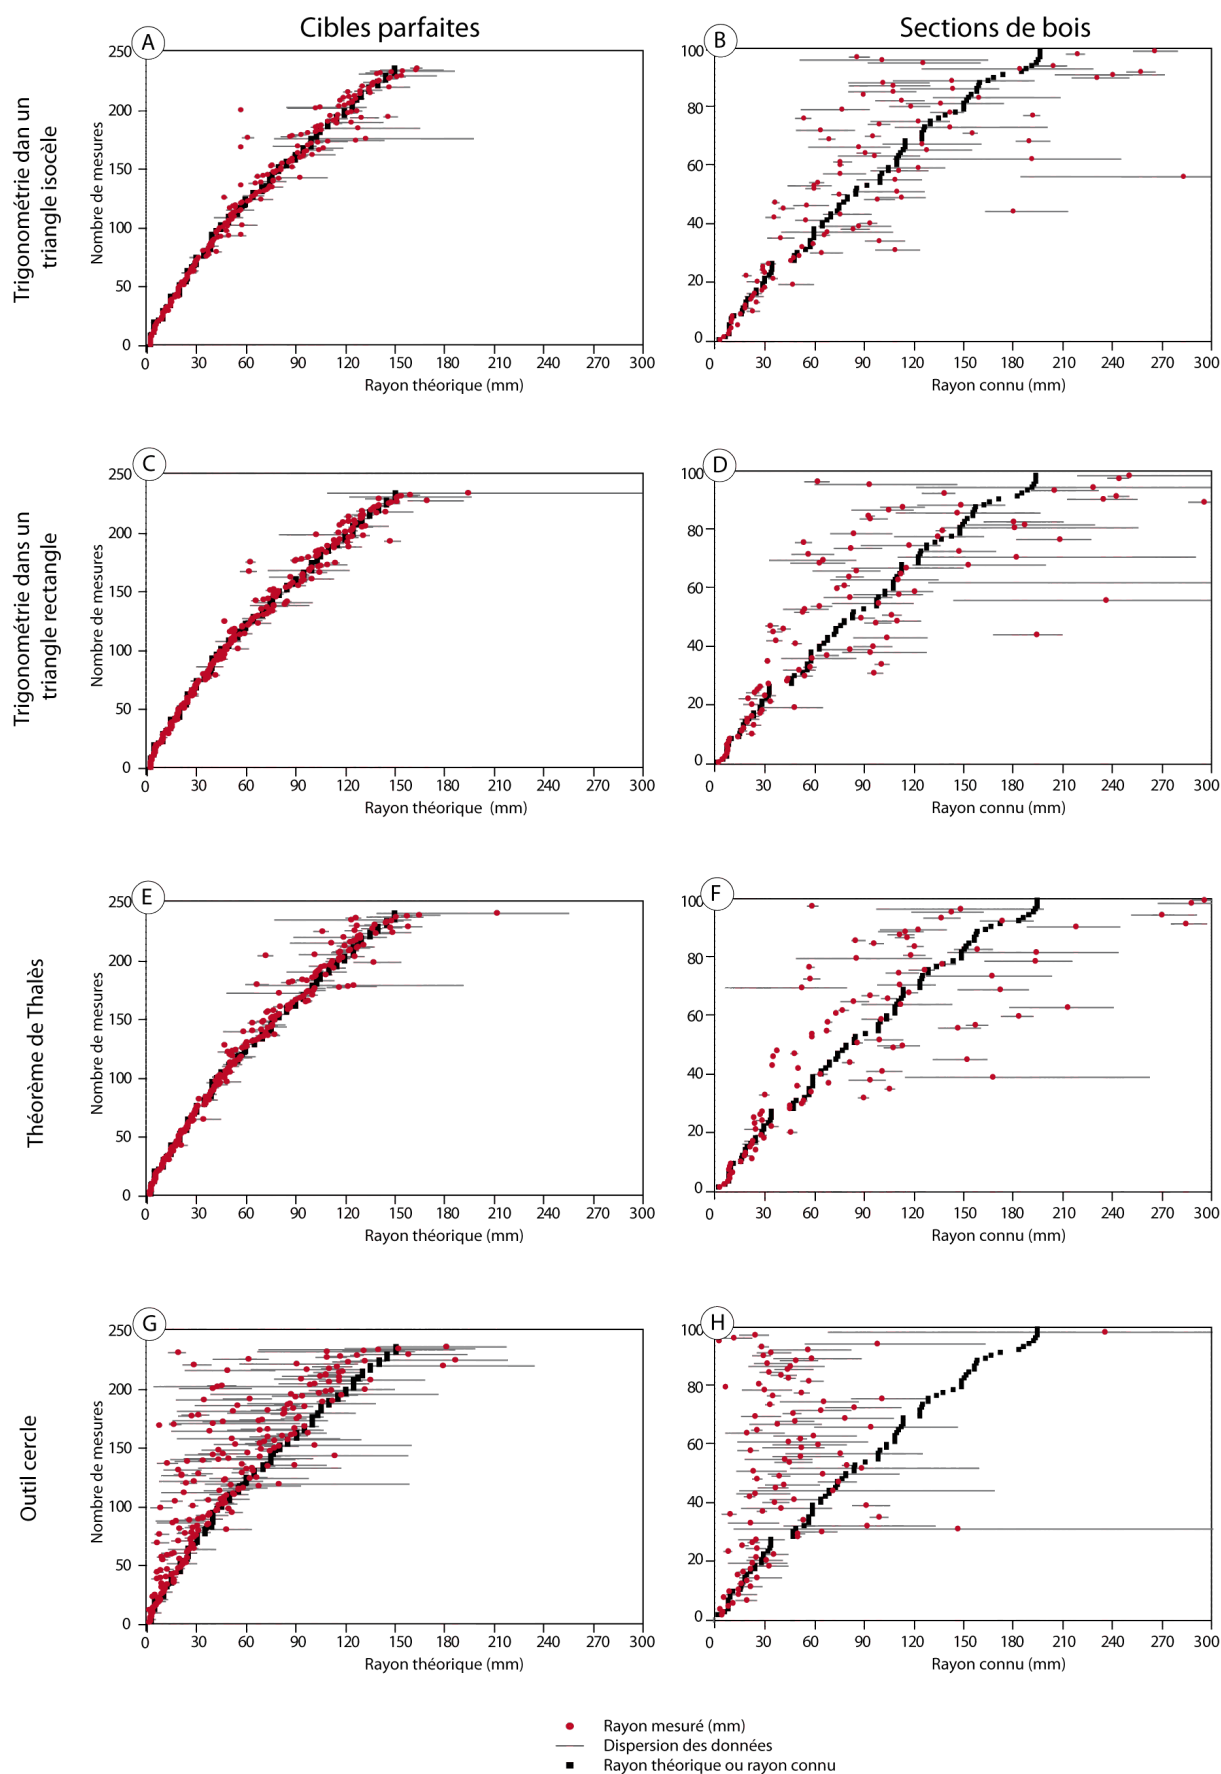 Cibles parfaites
Sections de bois
Trigonométrie dan un
triangle isocèle
A
Nombre de mesures
250
200
150
100
50
0
0 30 60 90 120 150 180 210 240 270 300
Rayon théorique (mm)
B
100
80
60
40
20
0
0 30 60 90 120 150 180 210 240 270 300
Rayon connu (mm)
Trigonométrie dans un
triangle rectangle
C
Nombre de mesures
250
200
150
100
50
0
0 30 60 90 120 150 180 210 240 270 300
Rayon théorique (mm)
D
100
80
60
40
20
0
0 30 60 90 120 150 180 210 240 270 300
Rayon connu (mm)
Théorème de Thalès
E
Nombre de mesures
250
200
150
100
50
0
0 30 60 90 120 150 180 210 240 270 300
Rayon théorique (mm)
F
100
80
60
40
20
0
0 30 60 90 120 150 180 210 240 270 300
Rayon connu (mm)
Outil cercle
G
Nombre de mesures
250
200
150
100
50
0
0 30 60 90 120 150 180 210 240 270 300
Rayon théorique (mm)
H
100
80
60
40
20
0
0 30 60 90 120 150 180 210 240 270 300
Rayon connu (mm)
Rayon mesuré (mm)
Dispersion des données
Rayon théorique ou rayon connu